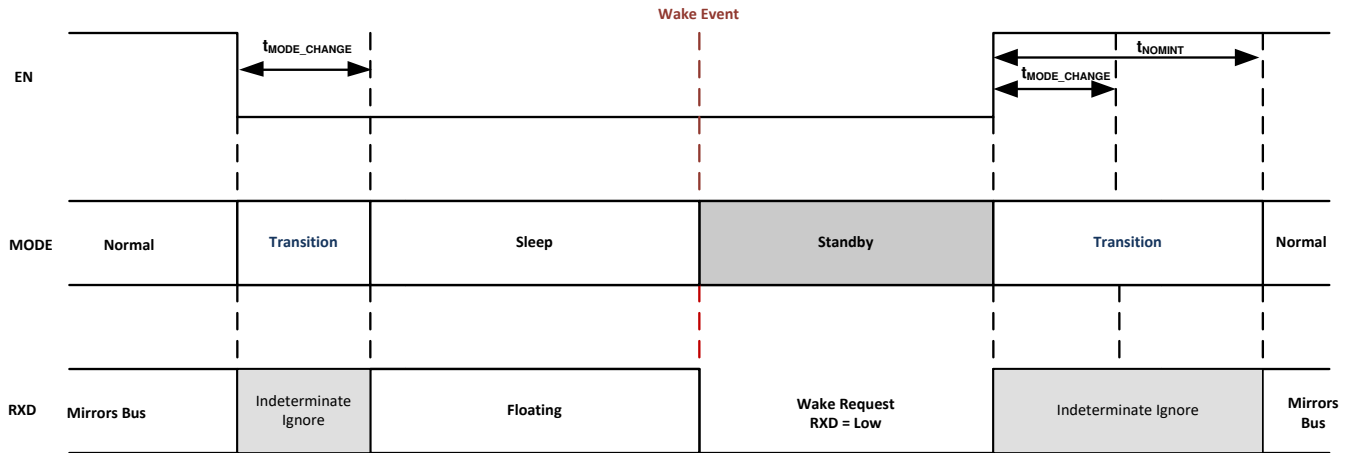 Wake Event
tMODE_CHANGE
tNOMINT
EN
tMODE_CHANGE
MODE
Normal
Transition
Sleep
Standby
Transition
Normal
RXD
Mirrors Bus
Indeterminate
Ignore
Floating
Wake Request
RXD = Low
Indeterminate Ignore
Mirrors
Bus